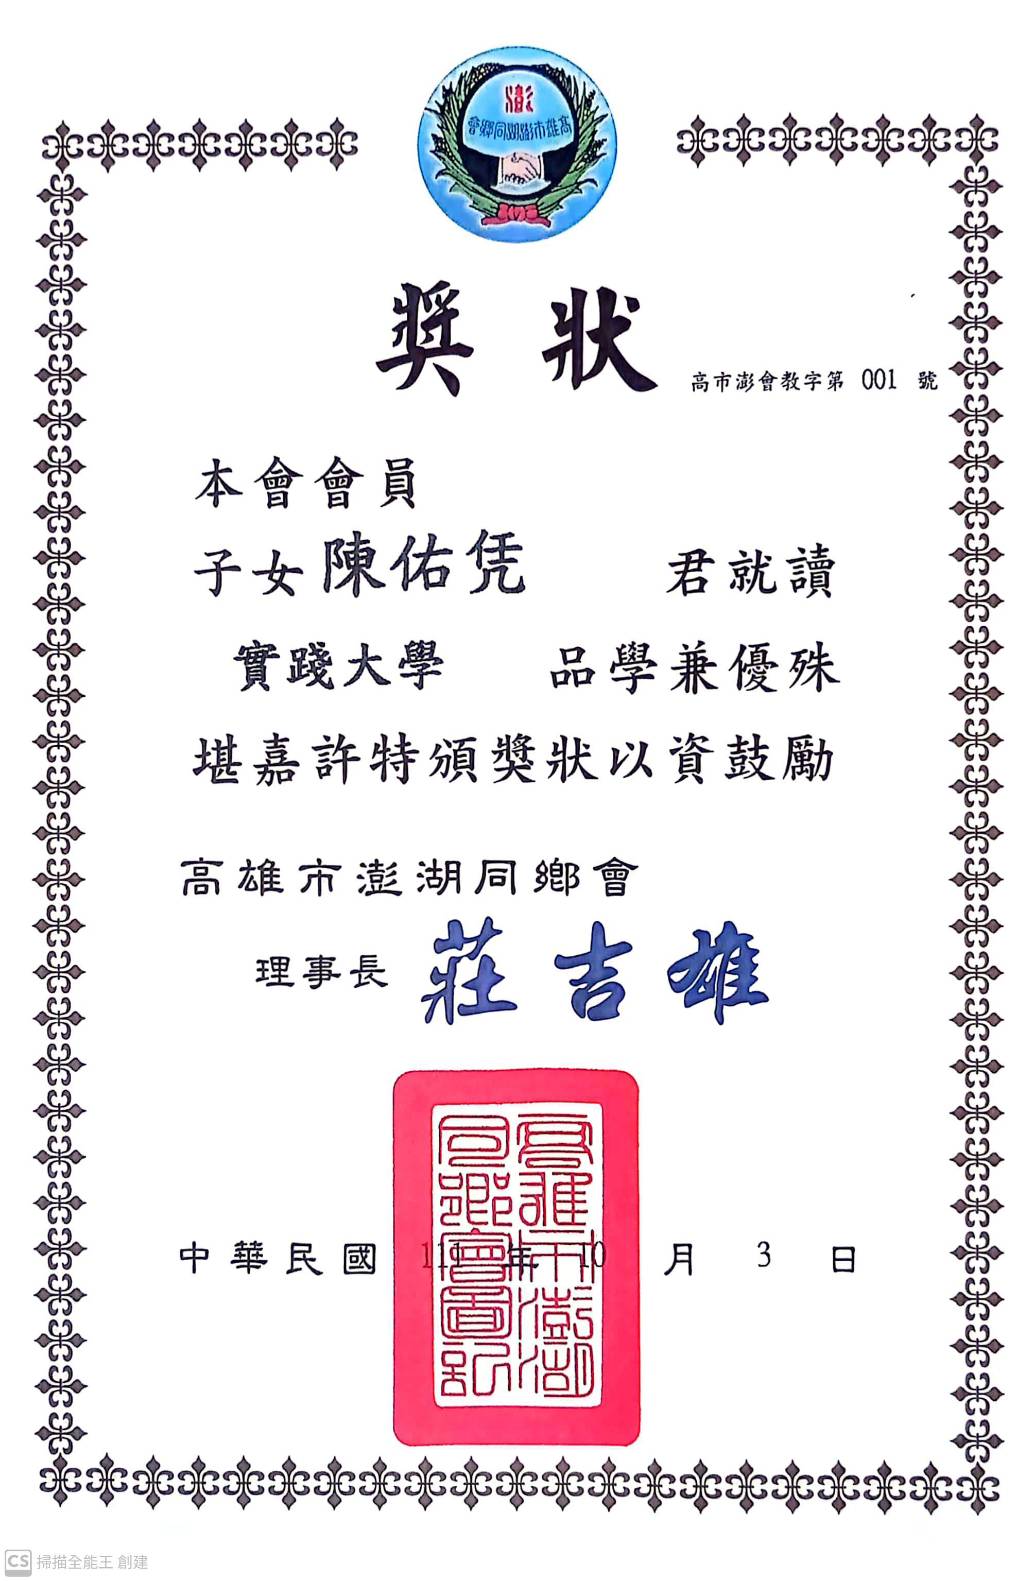 澎
會鄉同湖澎市雄高
獎狀
高市澎會教字第 001 號
本會會員
子女陳佑凭 君就讀
實踐大學 品學兼優殊
堪嘉許特頒獎狀以資鼓勵
高雄市澎湖同鄉會
理事長 莊吉雄
高雄市澎湖
同鄉會圖記
中華民國 111 年 10 月 3 日
CS 掃描全能王 創建